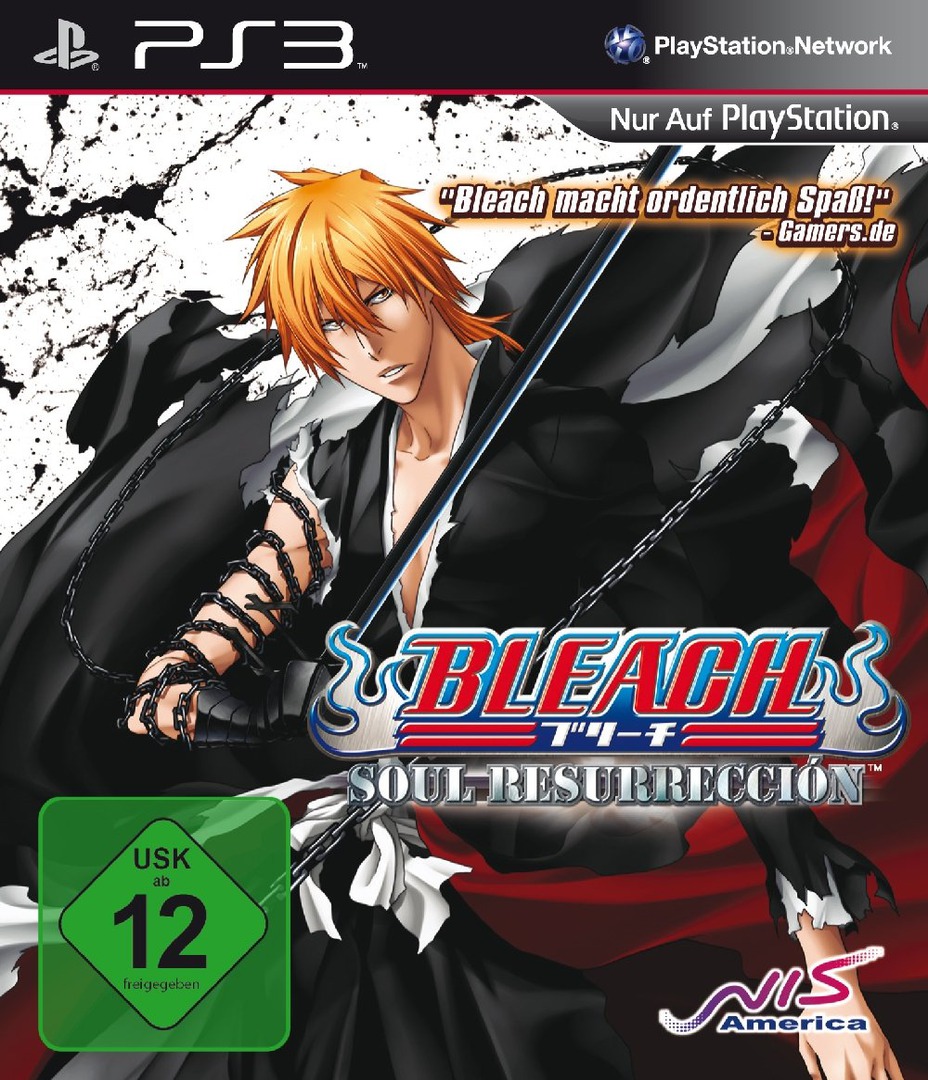 PS3™
PlayStation®Network
Nur Auf PlayStation®
"Bleach macht ordentlich Spaß!"
- Gamers.de
BLEACH
ブリーチ
SOUL RESURRECCIÓN™
USK
ab
12
freigegeben
NIS
America